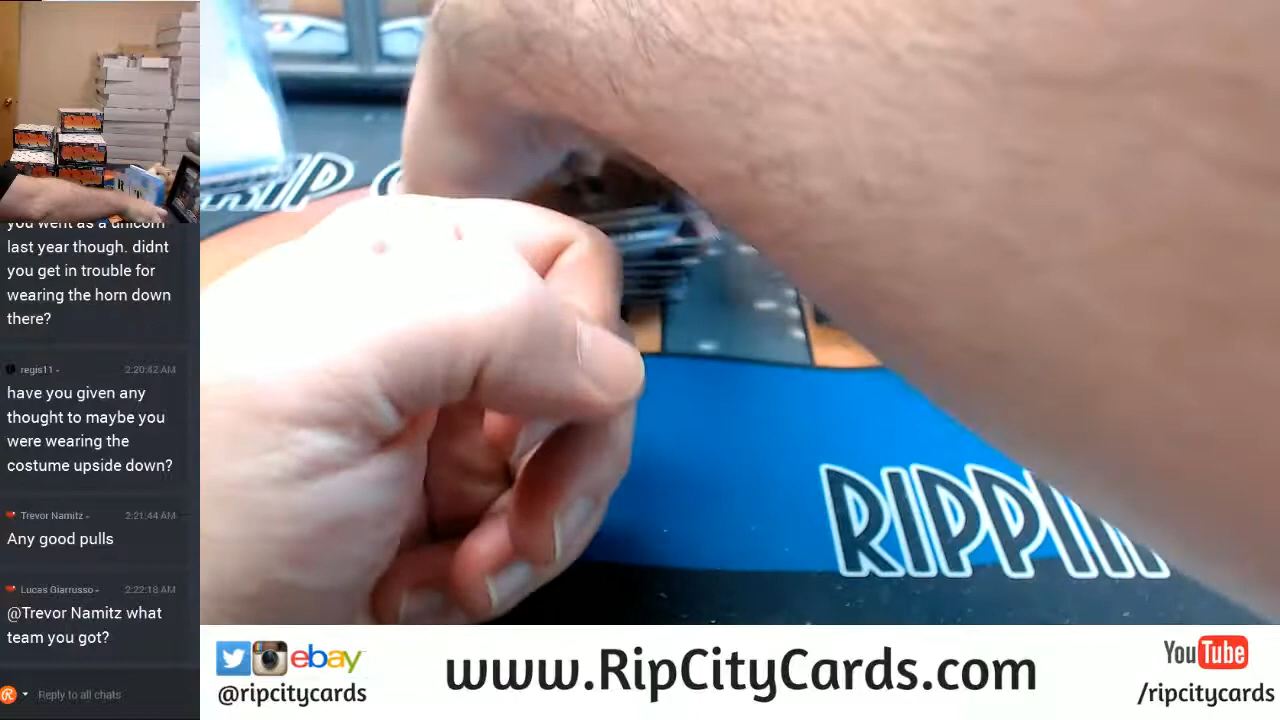 you went as a unicorn
last year though. didnt
you get in trouble for
wearing the horn down
there?
regis11
2:20:42 AM
have you given any
thought to maybe you
were wearing the
costume upside down?
Trevor Namitz
2:21:44 AM
Any good pulls
Lucas Giarrusso
2:22:18 AM
@Trevor Namitz what
team you got?
Reply to all chats
RIP C
RIPPIN
ebay
@ripcitycards
www.RipCityCards.com
YouTube
/ripcitycards